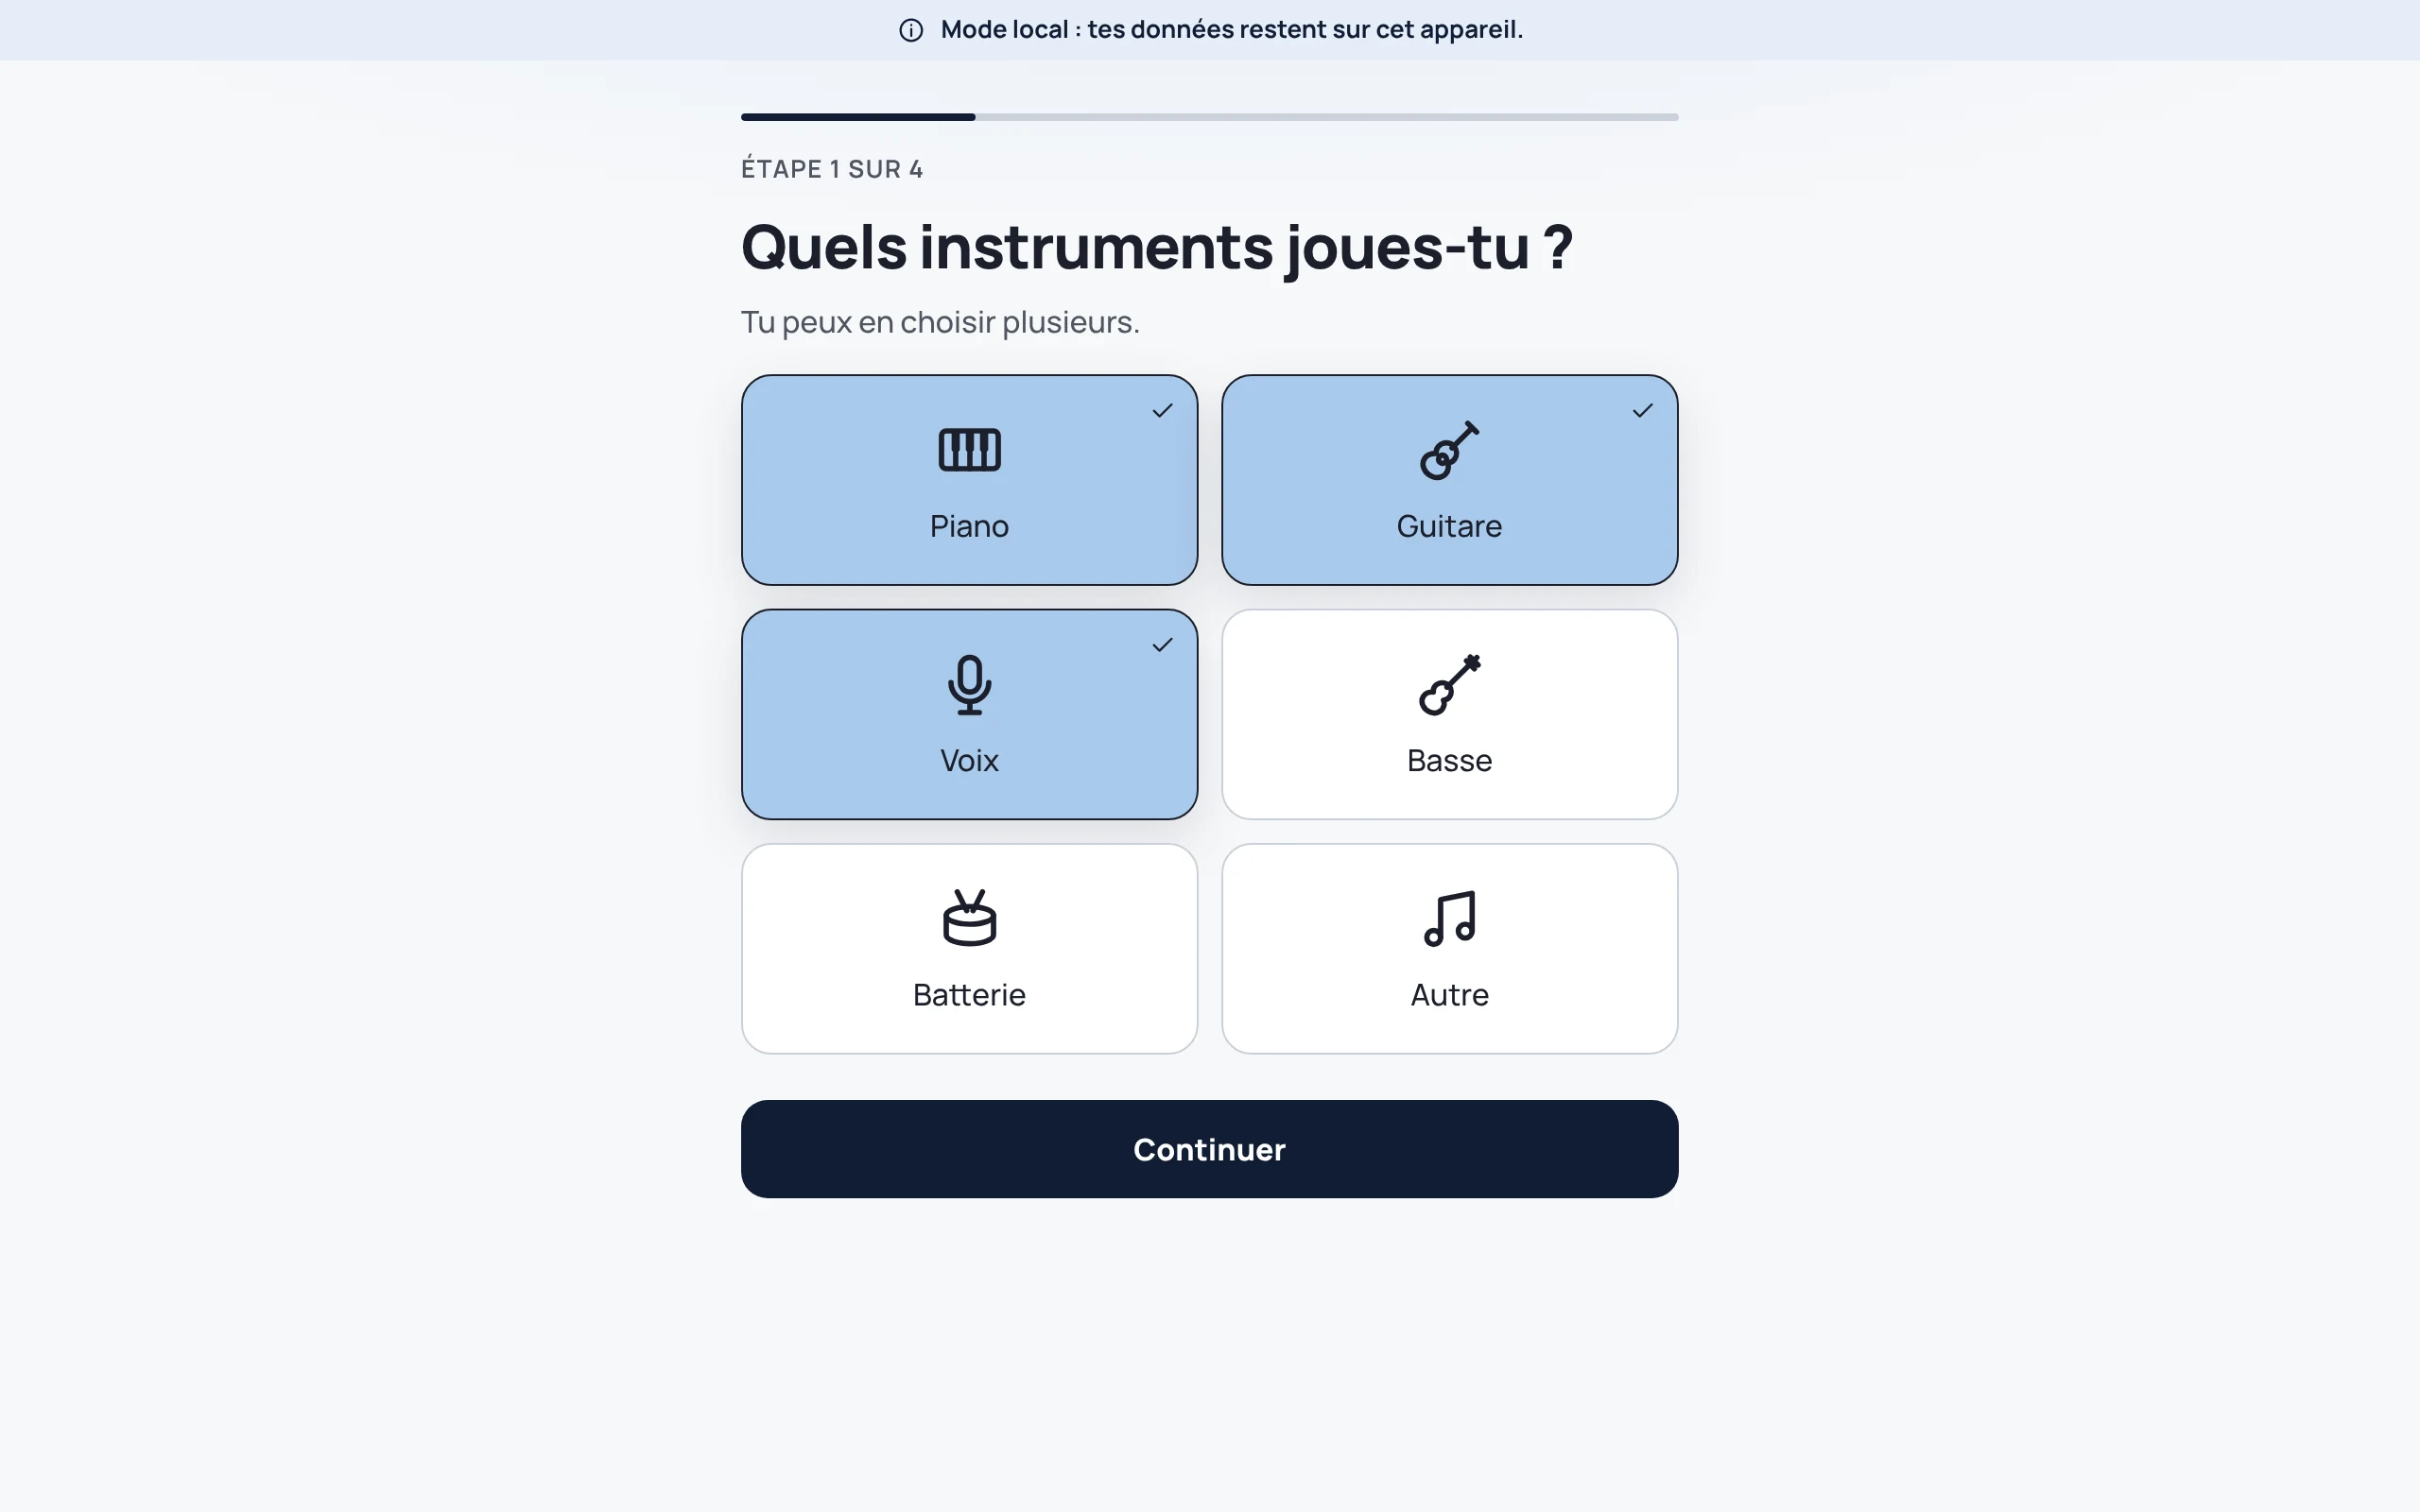 Mode local : tes données restent sur cet appareil.
ÉTAPE 1 SUR 4
Quels instruments joues-tu ?
Tu peux en choisir plusieurs.
Piano
Guitare
Voix
Basse
Batterie
Autre
Continuer